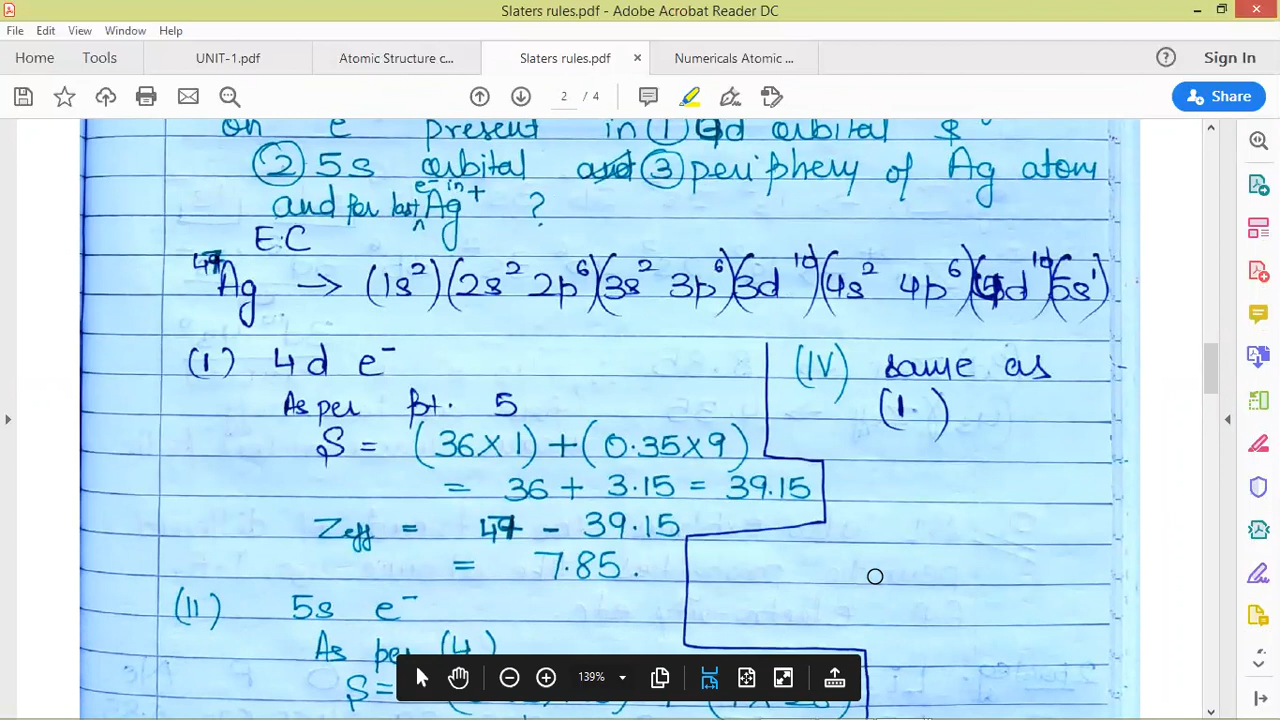 Slaters rules.pdf - Adobe Acrobat Reader DC
File Edit View Window Help
Home Tools UNIT-1.pdf Atomic Structure c... Slaters rules.pdf × Numericals Atomic ... Sign In
2 / 4 Share
on e⁻ present in (1) 4d orbital
(2) 5s orbital (3) periphery of Ag atom
and for last e⁻ in Ag⁺ ?
E.C
₄₇Ag → (1s²)(2s² 2p⁶)(3s² 3p⁶)(3d¹⁰)(4s² 4p⁶)(4d¹⁰)(5s¹)
(I) 4d e⁻
As per pt. 5
S = (36×1)+(0.35×9)
= 36 + 3.15 = 39.15
Zeff = 47 - 39.15
= 7.85.
(IV) same as
(1.)
(II) 5s e⁻
As per (4)
S=
139%